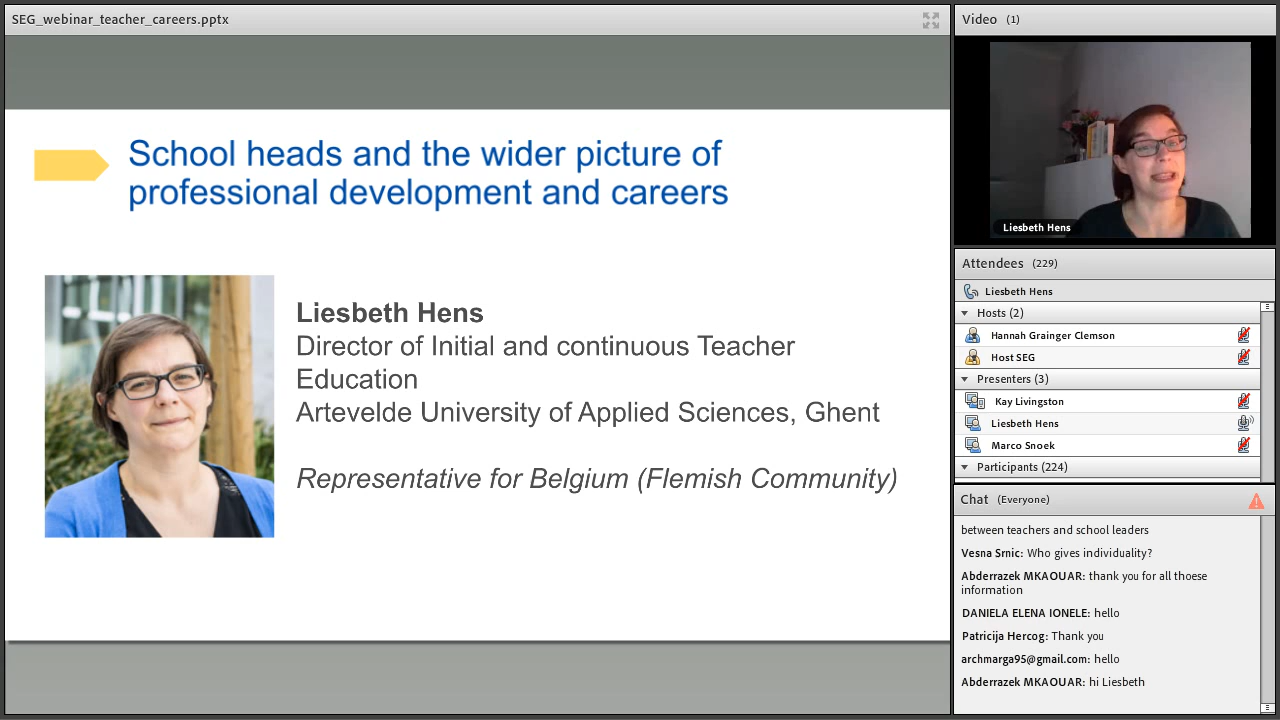 SEG_webinar_teacher_careers.pptx
School heads and the wider picture of
professional development and careers
Liesbeth Hens
Director of Initial and continuous Teacher
Education
Artevelde University of Applied Sciences, Ghent
Representative for Belgium (Flemish Community)
Video (1)
Liesbeth Hens
Attendees (229)
Liesbeth Hens
Hosts (2)
Hannah Grainger Clemson
Host SEG
Presenters (3)
Kay Livingston
Liesbeth Hens
Marco Snoek
Participants (224)
Chat (Everyone)
between teachers and school leaders
Vesna Srnic: Who gives individuality?
Abderrazek MKAOUAR: thank you for all thoese
information
DANIELA ELENA IONELE: hello
Patricija Hercog: Thank you
archmarga95@gmail.com: hello
Abderrazek MKAOUAR: hi Liesbeth